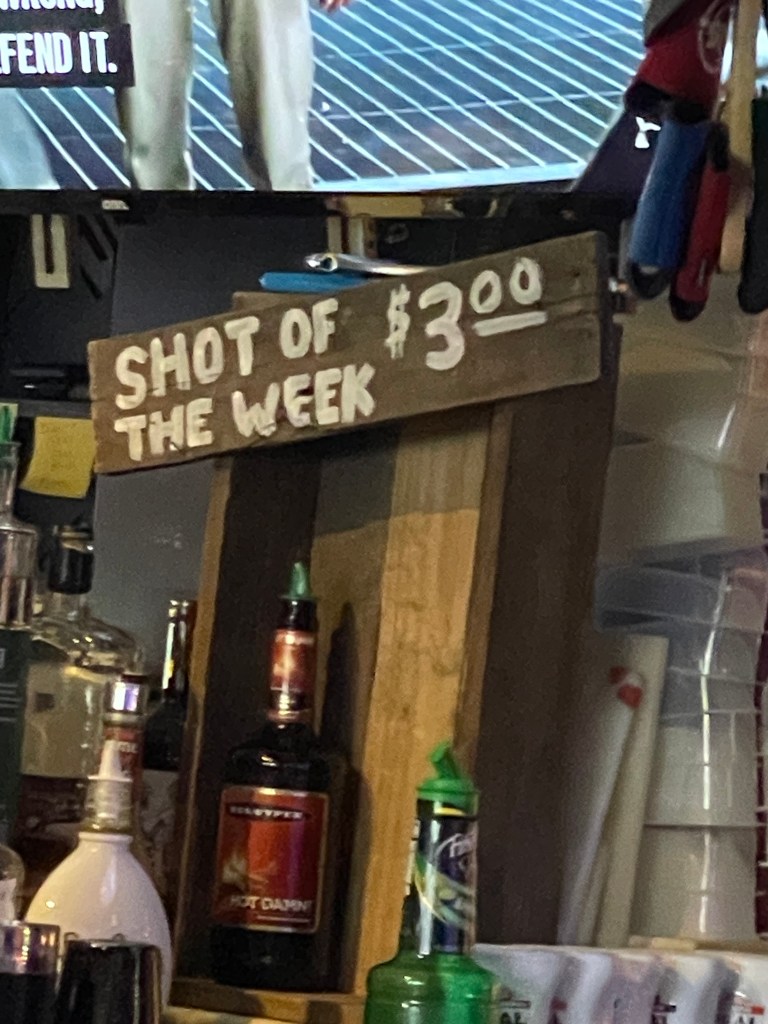 FEND IT.
SHOT OF $3.00
THE WEEK
HOT DAMN!